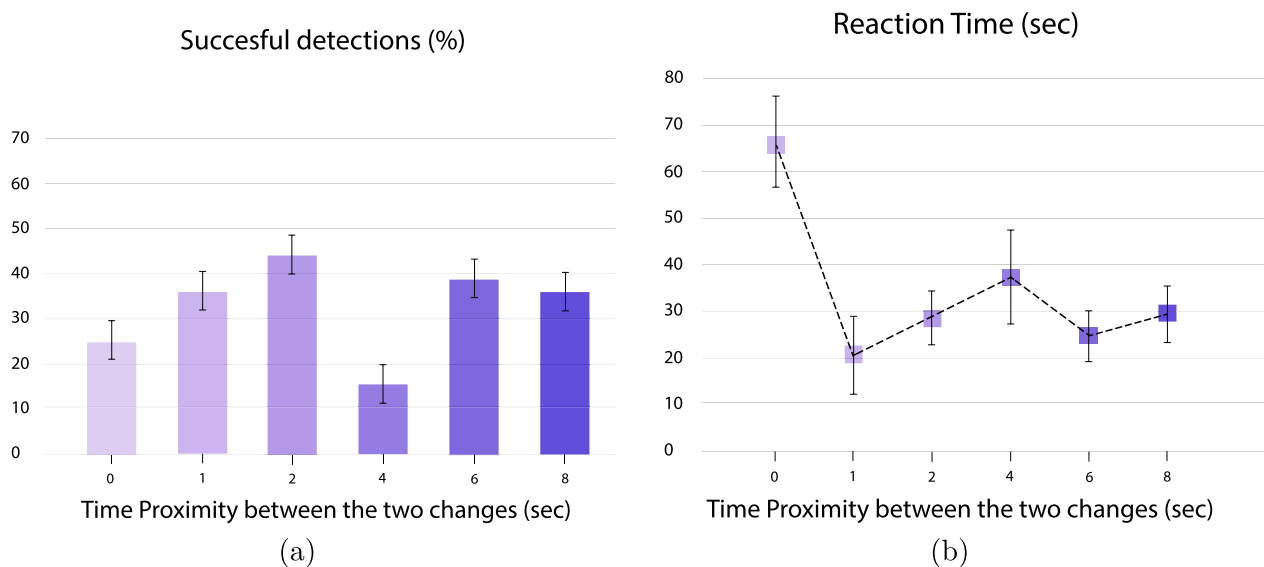 Succesful detections (%)
70
60
50
40
30
20
10
0
0 1 2 4 6 8
Time Proximity between the two changes (sec)
(a)
Reaction Time (sec)
80
70
60
50
40
30
20
10
0
0 1 2 4 6 8
Time Proximity between the two changes (sec)
(b)